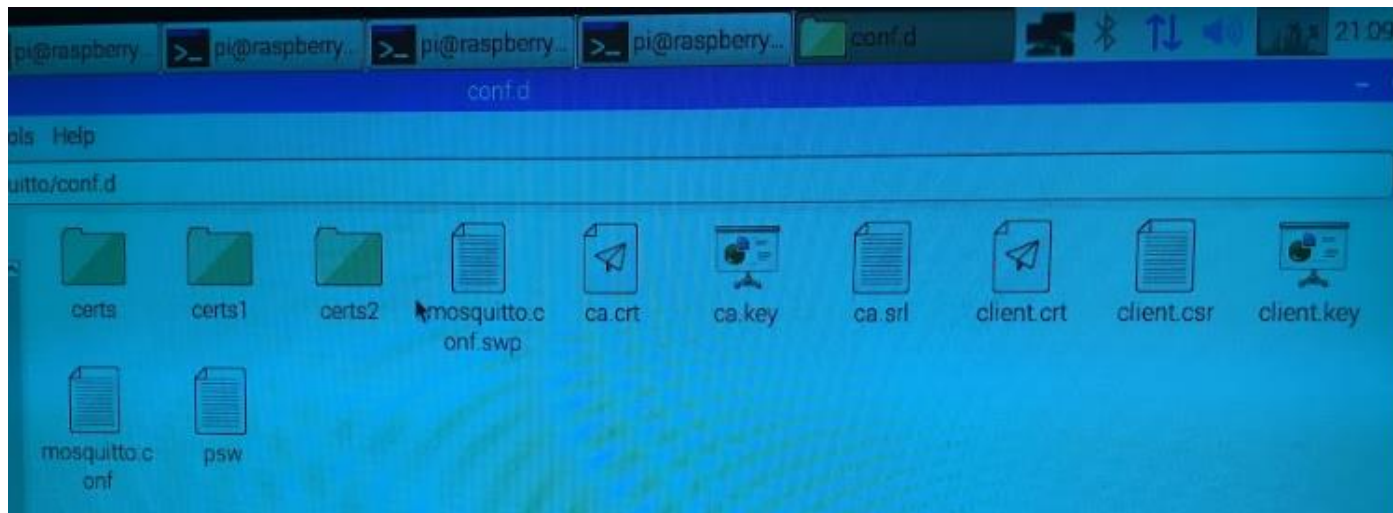 pi@raspberry...
pi@raspberry...
pi@raspberry...
pi@raspberry...
conf.d
21:09
conf.d
ols Help
uitto/conf.d
certs
certs1
certs2
mosquitto.c
onf.swp
ca.crt
ca.key
ca.srl
client.crt
client.csr
client.key
mosquitto.c
onf
psw